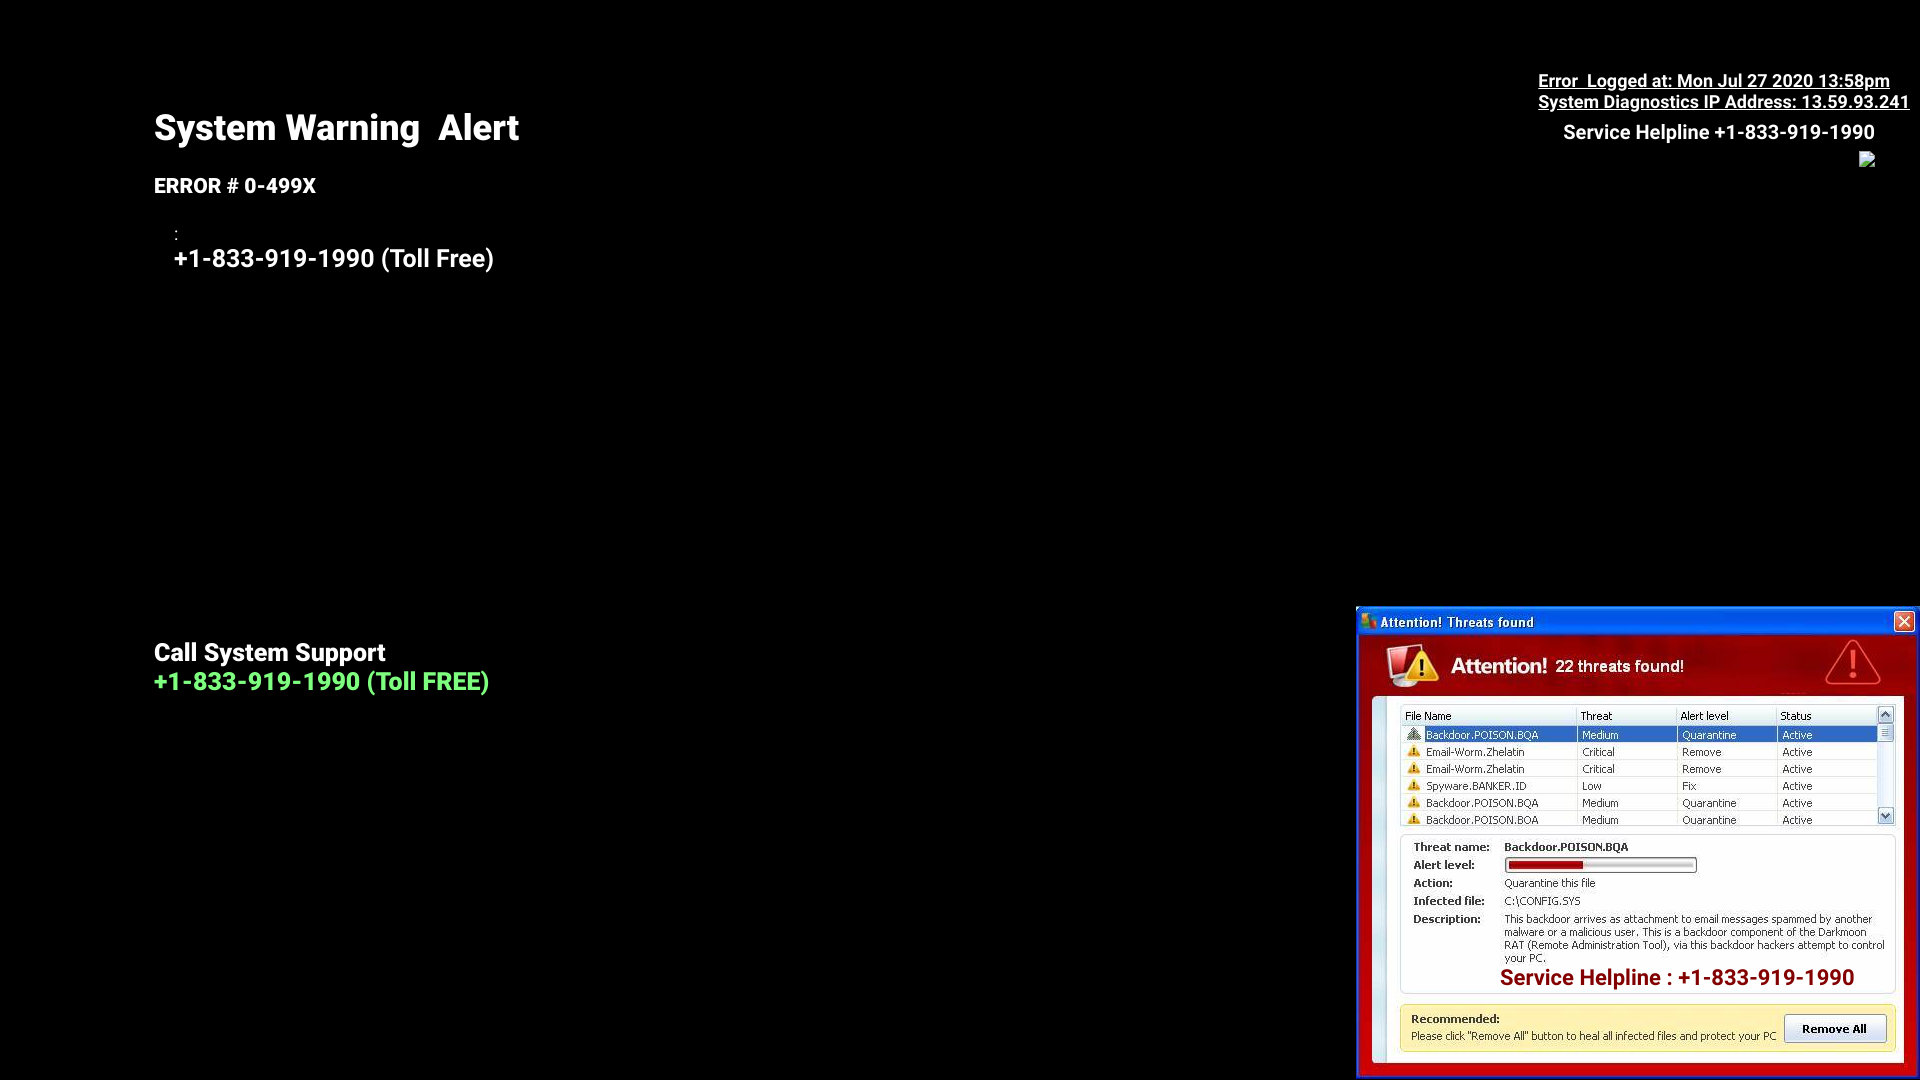 Error  Logged at: Mon Jul 27 2020 13:58pm
System Diagnostics IP Address: 13.59.93.241
Service Helpline +1-833-919-1990
System Warning  Alert
ERROR # 0-499X
:
+1-833-919-1990 (Toll Free)
Call System Support
+1-833-919-1990 (Toll FREE)
Attention! Threats found
Attention! 22 threats found!
File Name Threat Alert level Status
Backdoor.POISON.BQA Medium Quarantine Active
Email-Worm.Zhelatin Critical Remove Active
Email-Worm.Zhelatin Critical Remove Active
Spyware.BANKER.ID Low Fix Active
Backdoor.POISON.BQA Medium Quarantine Active
Backdoor.POISON.BQA Medium Quarantine Active
Threat name: Backdoor.POISON.BQA
Alert level:
Action: Quarantine this file
Infected file: C:\CONFIG.SYS
Description: This backdoor arrives as attachment to email messages spammed by another
malware or a malicious user. This is a backdoor component of the Darkmoon
RAT (Remote Administration Tool), via this backdoor hackers attempt to control
your PC.
Service Helpline : +1-833-919-1990
Recommended:
Please click "Remove All" button to heal all infected files and protect your PC
Remove All